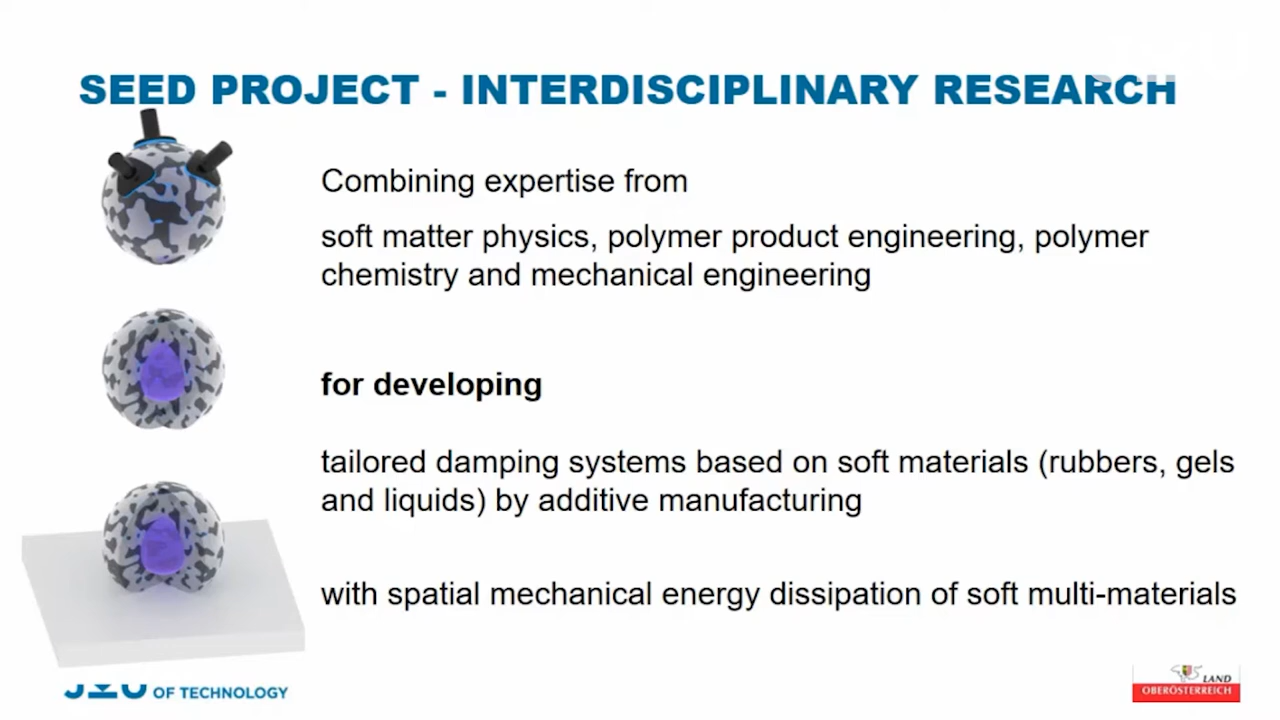 SEED PROJECT - INTERDISCIPLINARY RESEARCH
Combining expertise from
soft matter physics, polymer product engineering, polymer
chemistry and mechanical engineering
for developing
tailored damping systems based on soft materials (rubbers, gels
and liquids) by additive manufacturing
with spatial mechanical energy dissipation of soft multi-materials
OF TECHNOLOGY
LAND
OBERÖSTERREICH